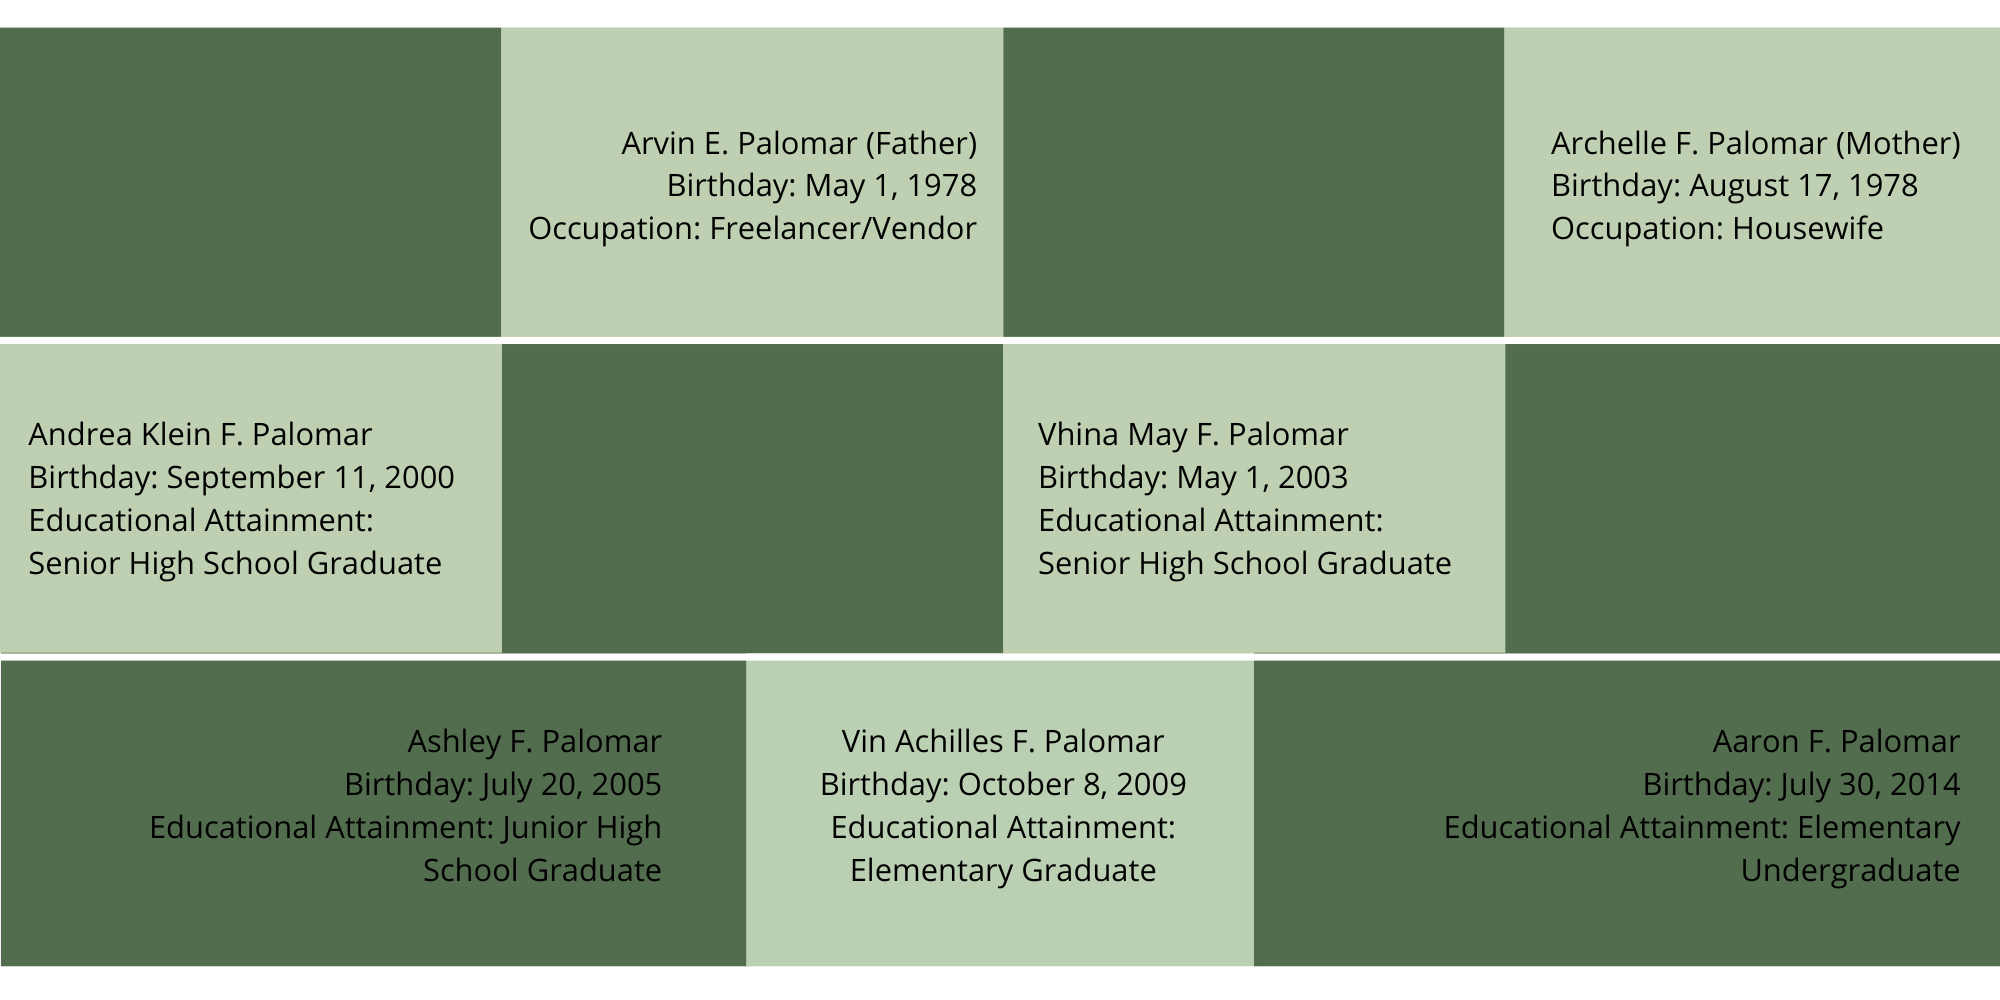 Arvin E. Palomar (Father)
Birthday: May 1, 1978
Occupation: Freelancer/Vendor
Archelle F. Palomar (Mother)
Birthday: August 17, 1978
Occupation: Housewife
Andrea Klein F. Palomar
Birthday: September 11, 2000
Educational Attainment:
Senior High School Graduate
Vhina May F. Palomar
Birthday: May 1, 2003
Educational Attainment:
Senior High School Graduate
Ashley F. Palomar
Birthday: July 20, 2005
Educational Attainment: Junior High
School Graduate
Vin Achilles F. Palomar
Birthday: October 8, 2009
Educational Attainment:
Elementary Graduate
Aaron F. Palomar
Birthday: July 30, 2014
Educational Attainment: Elementary
Undergraduate